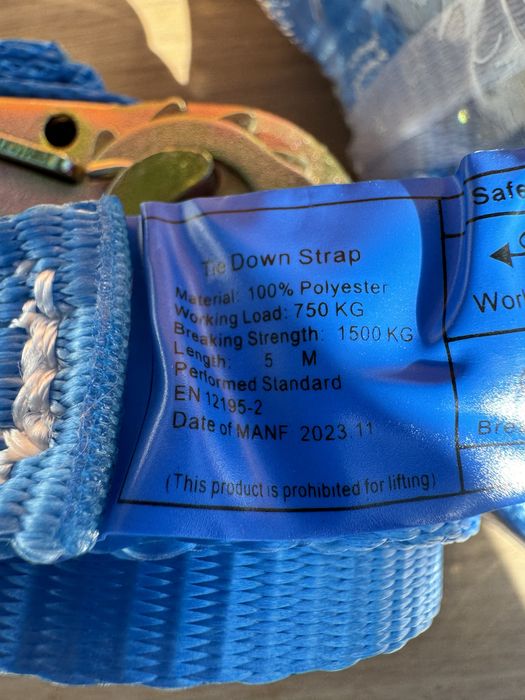 Tie Down Strap
Material: 100% Polyester
Working Load: 750 KG
Breaking Strength: 1500 KG
Length: 5 M
Performed Standard
EN 12195-2
Date of MANF 2023 11
(This product is prohibited for lifting)
Safe
Work
Brea